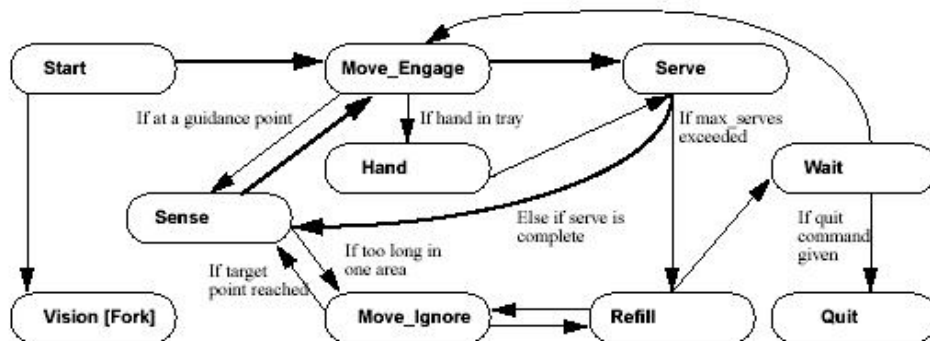 Start
Move_Engage
Serve
If at a guidance point
If hand in tray
If max_serves
exceeded
Hand
Wait
Sense
Else if serve is
complete
If quit
command
given
If too long in
one area
If target
point reached
Vision [Fork]
Move_Ignore
Refill
Quit